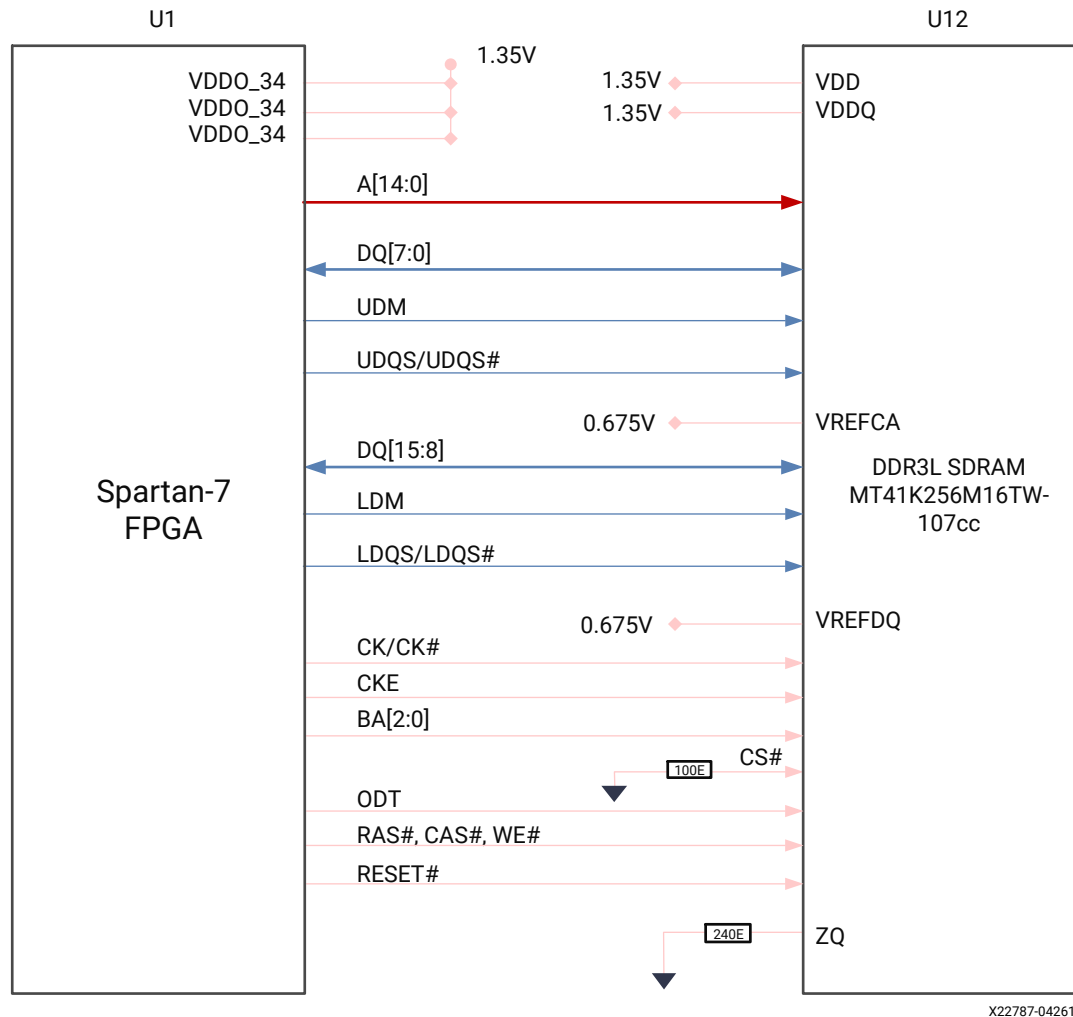 U1
U12
1.35V
VDDO_34
VDDO_34
VDDO_34
1.35V
1.35V
VDD
VDDQ
A[14:0]
DQ[7:0]
UDM
UDQS/UDQS#
0.675V
VREFCA
DQ[15:8]
LDM
LDQS/LDQS#
Spartan-7
FPGA
DDR3L SDRAM
MT41K256M16TW-
107cc
0.675V
VREFDQ
CK/CK#
CKE
BA[2:0]
CS#
100E
ODT
RAS#, CAS#, WE#
RESET#
240E
ZQ
X22787-04261